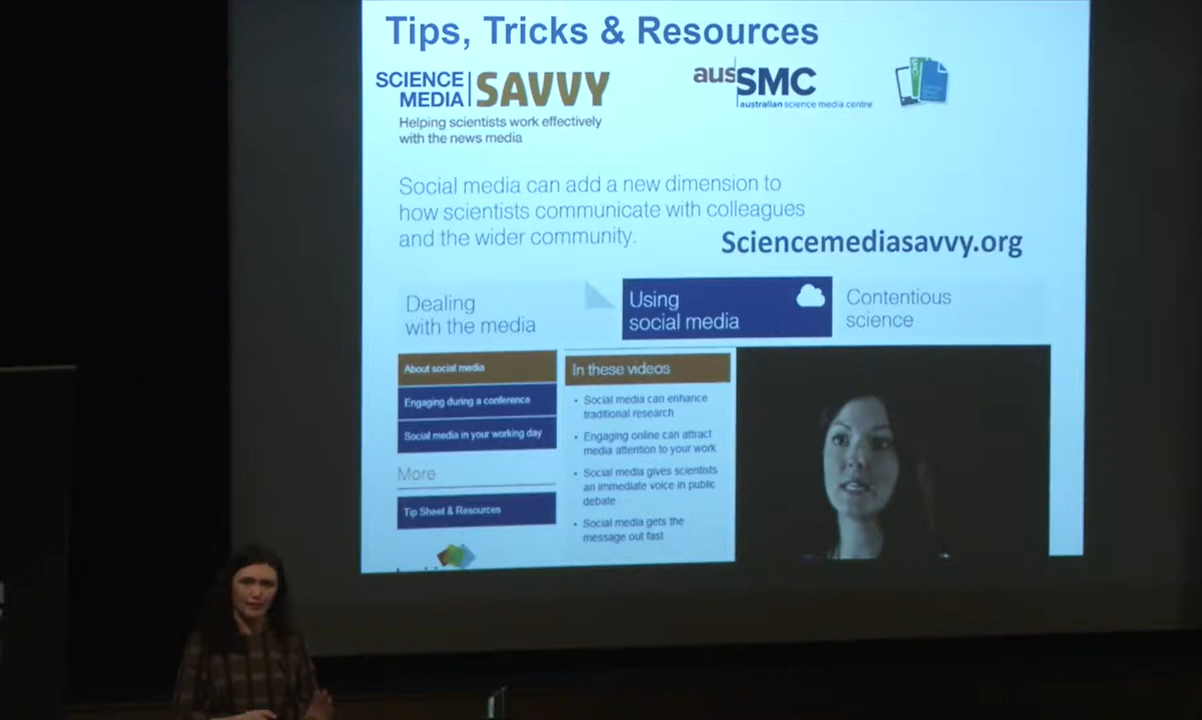 Tips, Tricks & Resources
SCIENCE
MEDIA
SAVVY
Helping scientists work effectively
with the news media
ausSMC
australian science media centre
Social media can add a new dimension to
how scientists communicate with colleagues
and the wider community.
Sciencemediasavvy.org
Dealing
with the media
Using
social media
Contentious
science
About social media
Engaging during a conference
Social media in your working day
More
Tip Sheet & Resources
In these videos
• Social media can enhance
traditional research
• Engaging online can attract
media attention to your work
• Social media gives scientists
an immediate voice in public
debate
• Social media gets the
message out fast